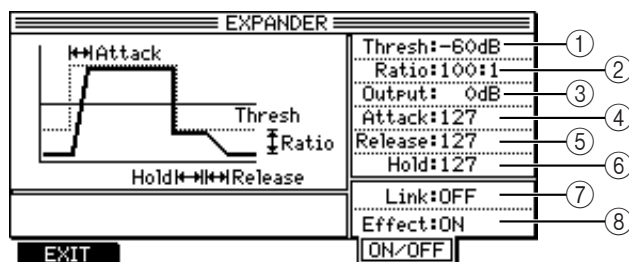 EXPANDER
Attack
Thresh
Ratio
Hold Release
Thresh:-60dB ①
Ratio:100:1 ②
Output: 0dB ③
Attack:127 ④
Release:127 ⑤
Hold:127 ⑥
Link:OFF ⑦
Effect:ON ⑧
EXIT ON/OFF